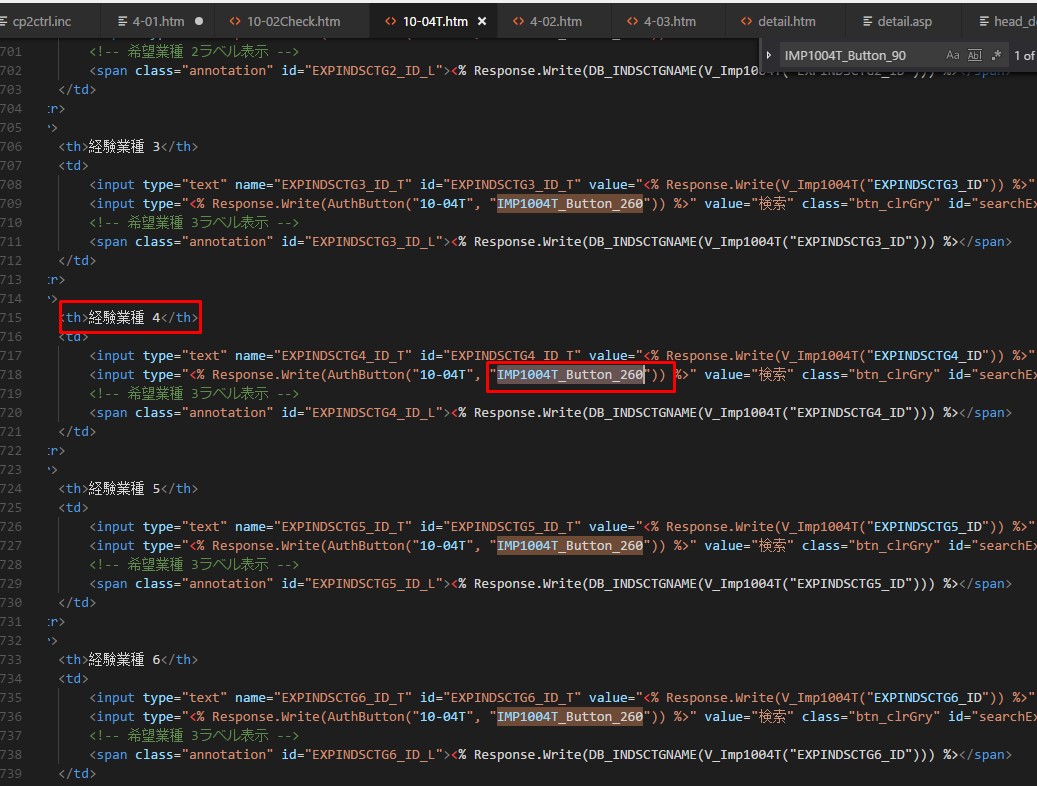 cp2ctrl.inc 4-01.htm 10-02Check.htm 10-04T.htm 4-02.htm 4-03.htm detail.htm detail.asp head_d
IMP1004T_Button_90 Aa Abl .* 1 of
701 <!-- 希望業種 2ラベル表示 -->
702 <span class="annotation" id="EXPINDSCTG2_ID_L"><% Response.Write(DB_INDSCTGNAME(V_Imp1004T("EXPINDSCTG2_ID"))) %></span>
703 </td>
704 tr>
705 >
706 <th>経験業種 3</th>
707 <td>
708 <input type="text" name="EXPINDSCTG3_ID_T" id="EXPINDSCTG3_ID_T" value="<% Response.Write(V_Imp1004T("EXPINDSCTG3_ID")) %>"
709 <input type="<% Response.Write(AuthButton("10-04T", "IMP1004T_Button_260")) %>" value="検索" class="btn_clrGry" id="searchEx
710 <!-- 希望業種 3ラベル表示 -->
711 <span class="annotation" id="EXPINDSCTG3_ID_L"><% Response.Write(DB_INDSCTGNAME(V_Imp1004T("EXPINDSCTG3_ID"))) %></span>
712 </td>
713 tr>
714 >
715 <th>経験業種 4</th>
716 <td>
717 <input type="text" name="EXPINDSCTG4_ID_T" id="EXPINDSCTG4_ID_T" value="<% Response.Write(V_Imp1004T("EXPINDSCTG4_ID")) %>"
718 <input type="<% Response.Write(AuthButton("10-04T", "IMP1004T_Button_260")) %>" value="検索" class="btn_clrGry" id="searchEx
719 <!-- 希望業種 3ラベル表示 -->
720 <span class="annotation" id="EXPINDSCTG4_ID_L"><% Response.Write(DB_INDSCTGNAME(V_Imp1004T("EXPINDSCTG4_ID"))) %></span>
721 </td>
722 tr>
723 >
724 <th>経験業種 5</th>
725 <td>
726 <input type="text" name="EXPINDSCTG5_ID_T" id="EXPINDSCTG5_ID_T" value="<% Response.Write(V_Imp1004T("EXPINDSCTG5_ID")) %>"
727 <input type="<% Response.Write(AuthButton("10-04T", "IMP1004T_Button_260")) %>" value="検索" class="btn_clrGry" id="searchEx
728 <!-- 希望業種 3ラベル表示 -->
729 <span class="annotation" id="EXPINDSCTG5_ID_L"><% Response.Write(DB_INDSCTGNAME(V_Imp1004T("EXPINDSCTG5_ID"))) %></span>
730 </td>
731 tr>
732 >
733 <th>経験業種 6</th>
734 <td>
735 <input type="text" name="EXPINDSCTG6_ID_T" id="EXPINDSCTG6_ID_T" value="<% Response.Write(V_Imp1004T("EXPINDSCTG6_ID")) %>"
736 <input type="<% Response.Write(AuthButton("10-04T", "IMP1004T_Button_260")) %>" value="検索" class="btn_clrGry" id="searchEx
737 <!-- 希望業種 3ラベル表示 -->
738 <span class="annotation" id="EXPINDSCTG6_ID_L"><% Response.Write(DB_INDSCTGNAME(V_Imp1004T("EXPINDSCTG6_ID"))) %></span>
739 </td>